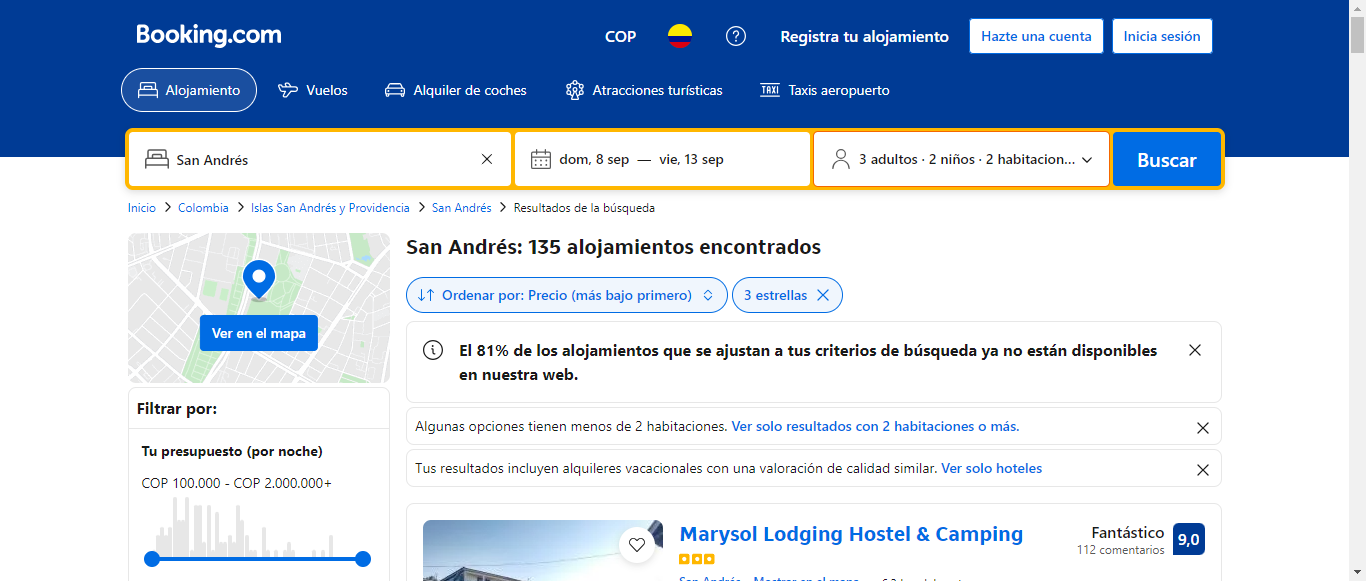 Booking.com
COP
Registra tu alojamiento
Hazte una cuenta
Inicia sesión
Alojamiento
Vuelos
Alquiler de coches
Atracciones turísticas
TAXI
Taxis aeropuerto
San Andrés
dom, 8 sep — vie, 13 sep
3 adultos · 2 niños · 2 habitacion...
Buscar
Inicio > Colombia > Islas San Andrés y Providencia > San Andrés > Resultados de la búsqueda
Ver en el mapa
Filtrar por:
Tu presupuesto (por noche)
COP 100.000 - COP 2.000.000+
San Andrés: 135 alojamientos encontrados
Ordenar por: Precio (más bajo primero)
3 estrellas
El 81% de los alojamientos que se ajustan a tus criterios de búsqueda ya no están disponibles
en nuestra web.
Algunas opciones tienen menos de 2 habitaciones. Ver solo resultados con 2 habitaciones o más.
Tus resultados incluyen alquileres vacacionales con una valoración de calidad similar. Ver solo hoteles
Marysol Lodging Hostel & Camping
Fantástico
112 comentarios
9,0
San Andrés Mostrar en el mapa